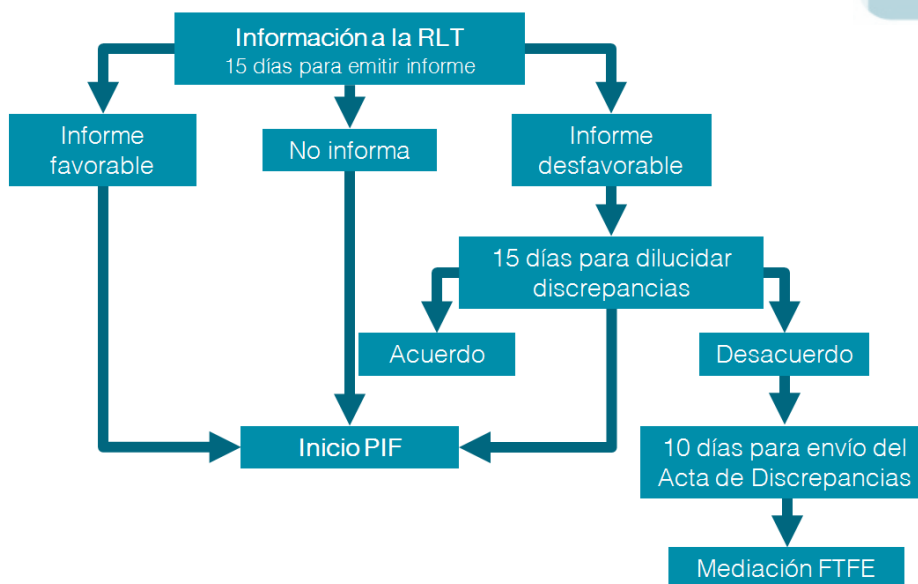 Información a la RLT
15 días para emitir informe
Informe
favorable
No informa
Informe
desfavorable
15 días para dilucidar
discrepancias
Acuerdo
Desacuerdo
Inicio PIF
10 días para envío del
Acta de Discrepancias
Mediación FTFE